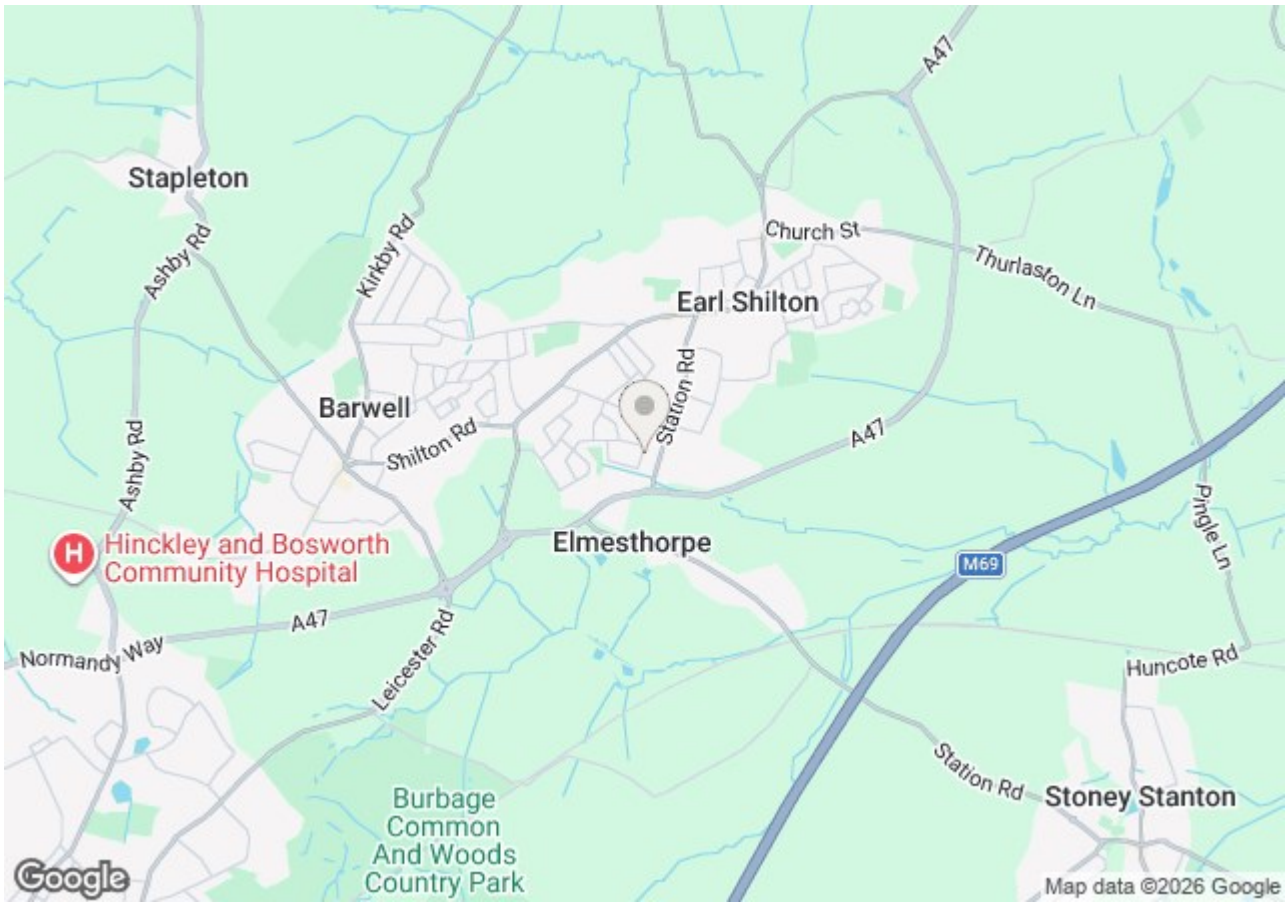 A47
Stapleton
Kirkby Rd
Church St
Ashby Rd
Thurlaston Ln
Earl Shilton
Station Rd
Barwell
Shilton Rd
A47
Ashby Rd
Pingle Ln
H
Hinckley and Bosworth
Community Hospital
Elmesthorpe
M69
A47
Normandy Way
Leicester Rd
Huncote Rd
Station Rd
Stoney Stanton
Burbage
Common
And Woods
Country Park
Google
Map data ©2026 Google